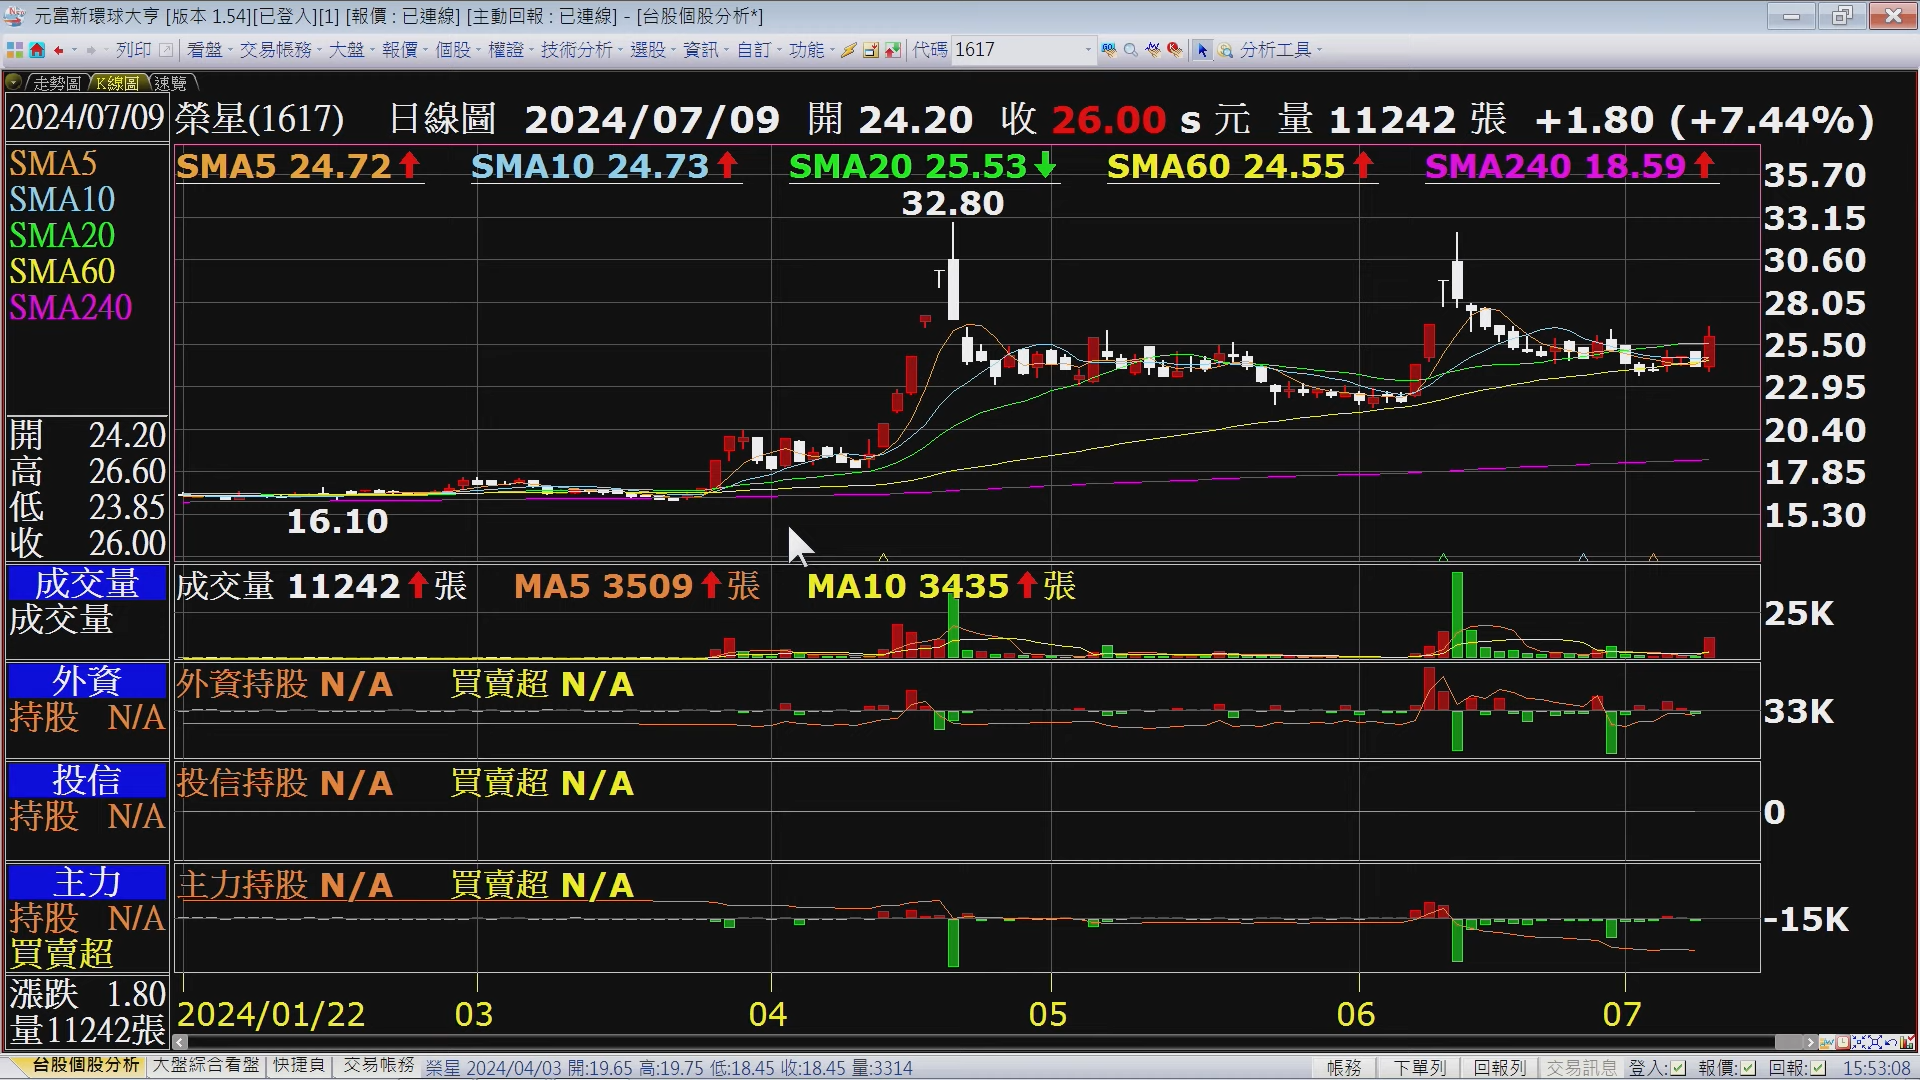 元富新環球大亨 [版本 1.54][已登入][1] [報價 : 已連線] [主動回報 : 已連線] - [台股個股分析*]
列印 看盤 交易帳務 大盤 報價 個股 權證 技術分析 選股 資訊 自訂 功能 代碼 1617 分析工具
走勢圖 K線圖 速覽
2024/07/09 榮星(1617) 日線圖 2024/07/09 開 24.20 收 26.00 s 元 量 11242 張 +1.80 (+7.44%)
SMA5 24.72 SMA10 24.73 SMA20 25.53 SMA60 24.55 SMA240 18.59
SMA5
SMA10
SMA20
SMA60
SMA240
32.80
16.10
35.70
33.15
30.60
28.05
25.50
22.95
20.40
17.85
15.30
開 24.20
高 26.60
低 23.85
收 26.00
成交量
成交量
成交量 11242 張 MA5 3509 張 MA10 3435 張
25K
外資
持股 N/A
外資持股 N/A 買賣超 N/A
33K
投信
持股 N/A
投信持股 N/A 買賣超 N/A
0
主力
持股 N/A
買賣超
主力持股 N/A 買賣超 N/A
-15K
漲跌 1.80
量11242張
2024/01/22 03 04 05 06 07
台股個股分析 大盤綜合看盤 快捷員 交易帳務 榮星 2024/04/03 開:19.65 高:19.75 低:18.45 收:18.45 量:3314 帳務 下單列 回報列 交易訊息 登入: 報價: 回報: 15:53:08